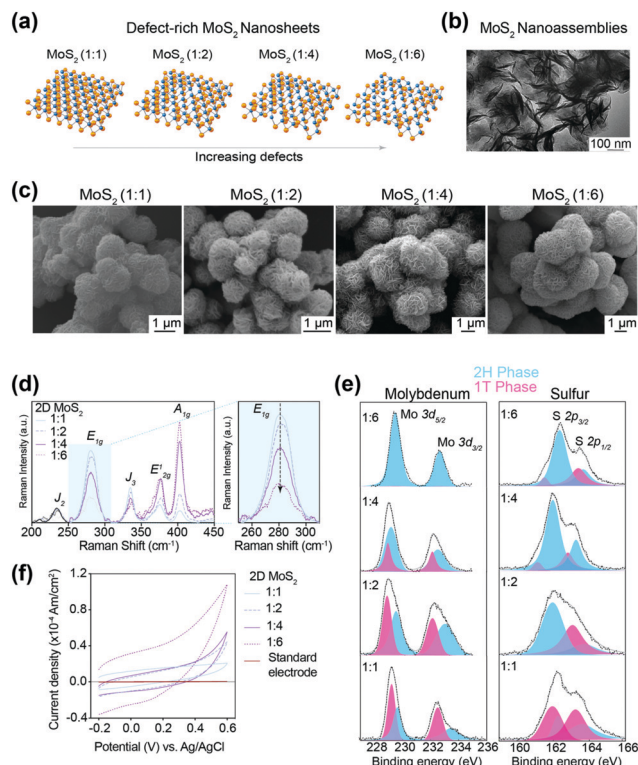 (a)
Defect-rich MoS2 Nanosheets
MoS2 (1:1) MoS2 (1:2) MoS2 (1:4) MoS2 (1:6)
Increasing defects
(b)
MoS2 Nanoassemblies
100 nm
(c)
MoS2 (1:1) MoS2 (1:2) MoS2 (1:4) MoS2 (1:6)
1 µm 1 µm 1 µm 1 µm
(d)
2D MoS2
1:1
1:2
1:4
1:6
Raman Intensity (a.u.)
J2
E1g
J3
E12g
A1g
200 250 300 350 400 450
Raman Shift (cm-1)
E1g
Raman Intensity (a.u.)
260 280 300
Raman shift (cm-1)
(e)
2H Phase
1T Phase
Molybdenum
Sulfur
1:6
Mo 3d5/2
Mo 3d3/2
1:4
1:2
1:1
228 230 232 234 236
Binding energy (eV)
1:6
S 2p3/2
S 2p1/2
1:4
1:2
1:1
160 162 164 166
Binding energy (eV)
(f)
Current density (x10-4 Am/cm2)
1.2
0.8
0.4
0.0
-0.4
-0.2 0.0 0.2 0.4 0.6
Potential (V) vs. Ag/AgCl
2D MoS2
1:1
1:2
1:4
1:6
Standard
electrode